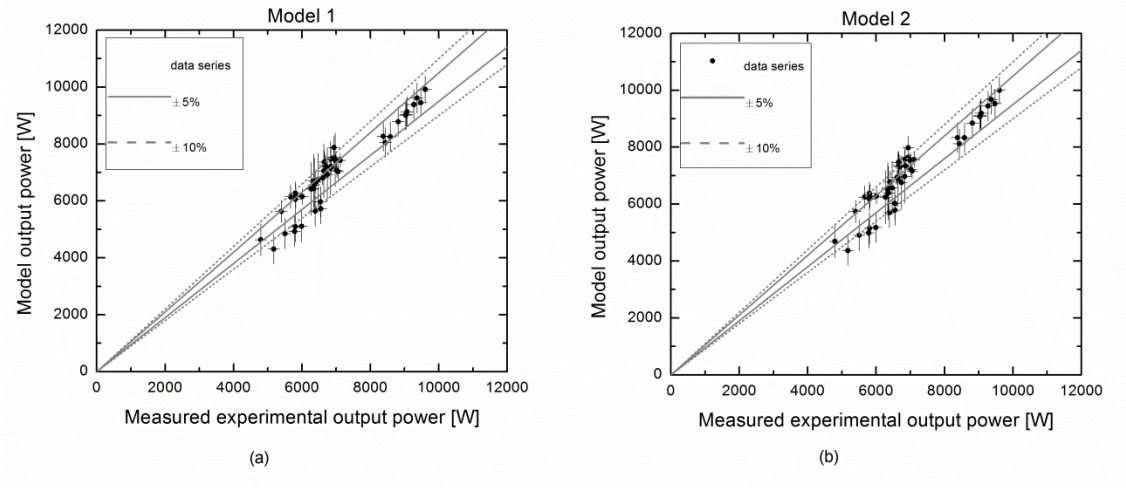 Model 1
12000
10000
8000
6000
4000
2000
0
Model output power [W]
data series
±5%
±10%
0 2000 4000 6000 8000 10000 12000
Measured experimental output power [W]
(a)
Model 2
12000
10000
8000
6000
4000
2000
0
Model output power [W]
data series
±5%
±10%
0 2000 4000 6000 8000 10000 12000
Measured experimental output power [W]
(b)